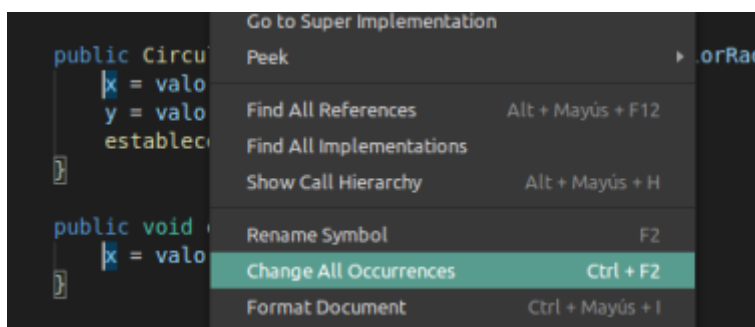 Go to Super Implementation
public Circu
Peek
orRad
x = valo
y = valo
Find All References Alt + Mayús + F12
establec
Find All Implementations
}
Show Call Hierarchy Alt + Mayús + H
public void
Rename Symbol F2
x = valo
Change All Occurrences Ctrl + F2
}
Format Document Ctrl + Mayús + I